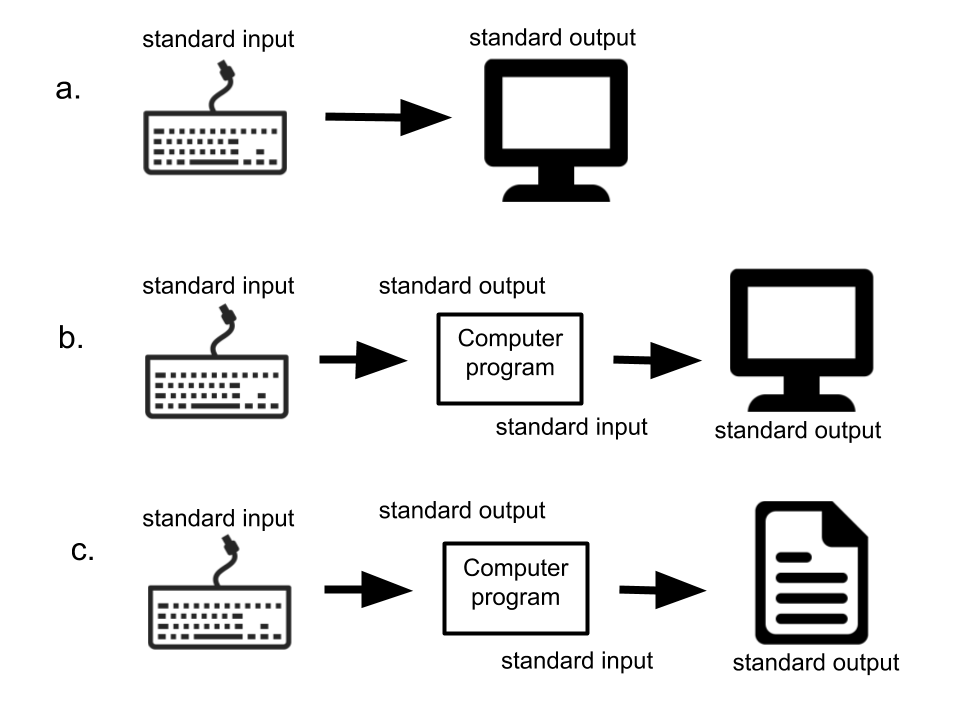 standard input
standard output
a.
standard input
standard output
b.
Computer
program
standard input
standard output
standard input
standard output
c.
Computer
program
standard input
standard output